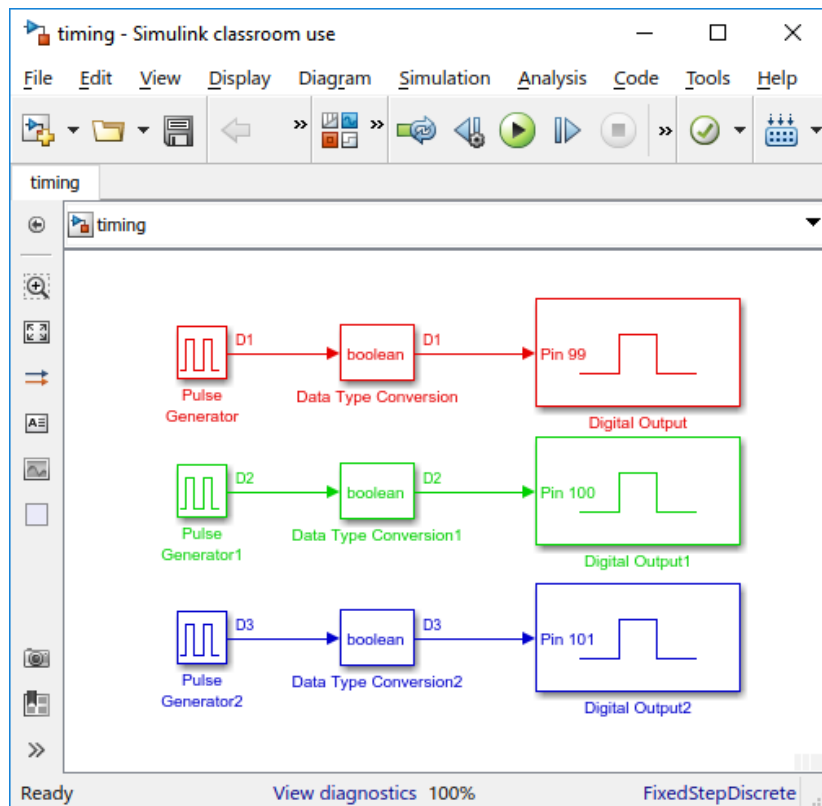 timing - Simulink classroom use
File Edit View Display Diagram Simulation Analysis Code Tools Help
timing
timing
D1 D1
boolean
Pin 99
Pulse
Generator
Data Type Conversion
Digital Output
D2 D2
boolean
Pin 100
Pulse
Generator1
Data Type Conversion1
Digital Output1
D3 D3
boolean
Pin 101
Pulse
Generator2
Data Type Conversion2
Digital Output2
Ready View diagnostics 100% FixedStepDiscrete